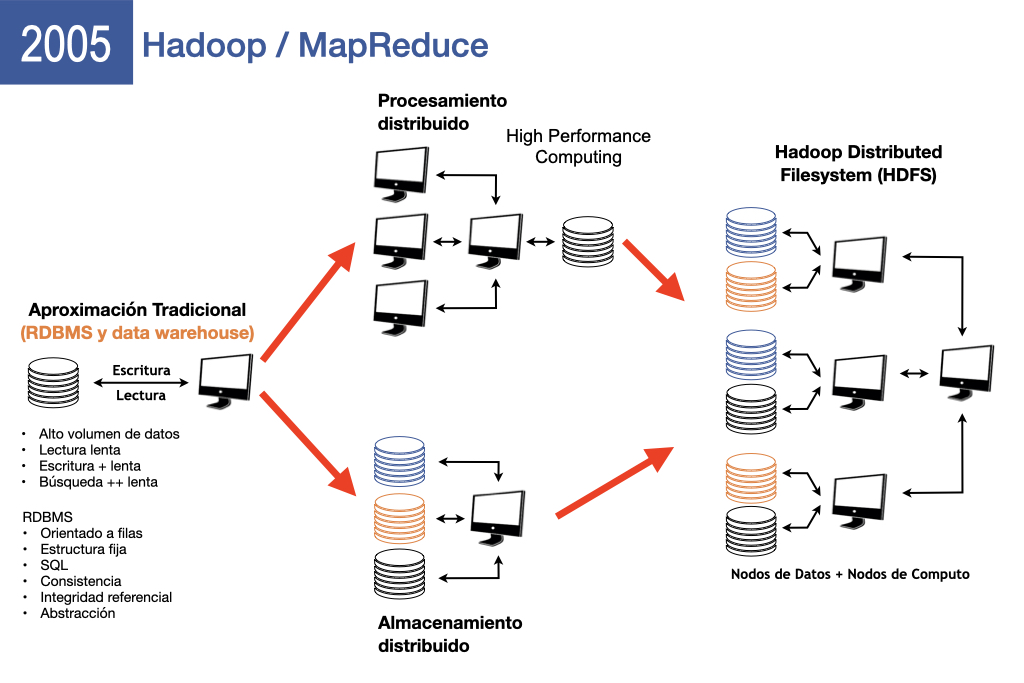 2005
Hadoop / MapReduce
Procesamiento
distribuido
High Performance
Computing
Hadoop Distributed
Filesystem (HDFS)
Aproximación Tradicional
(RDBMS y data warehouse)
Escritura
Lectura
• Alto volumen de datos
• Lectura lenta
• Escritura + lenta
• Búsqueda ++ lenta
RDBMS
• Orientado a filas
• Estructura fija
• SQL
• Consistencia
• Integridad referencial
• Abstracción
Almacenamiento
distribuido
Nodos de Datos + Nodos de Computo